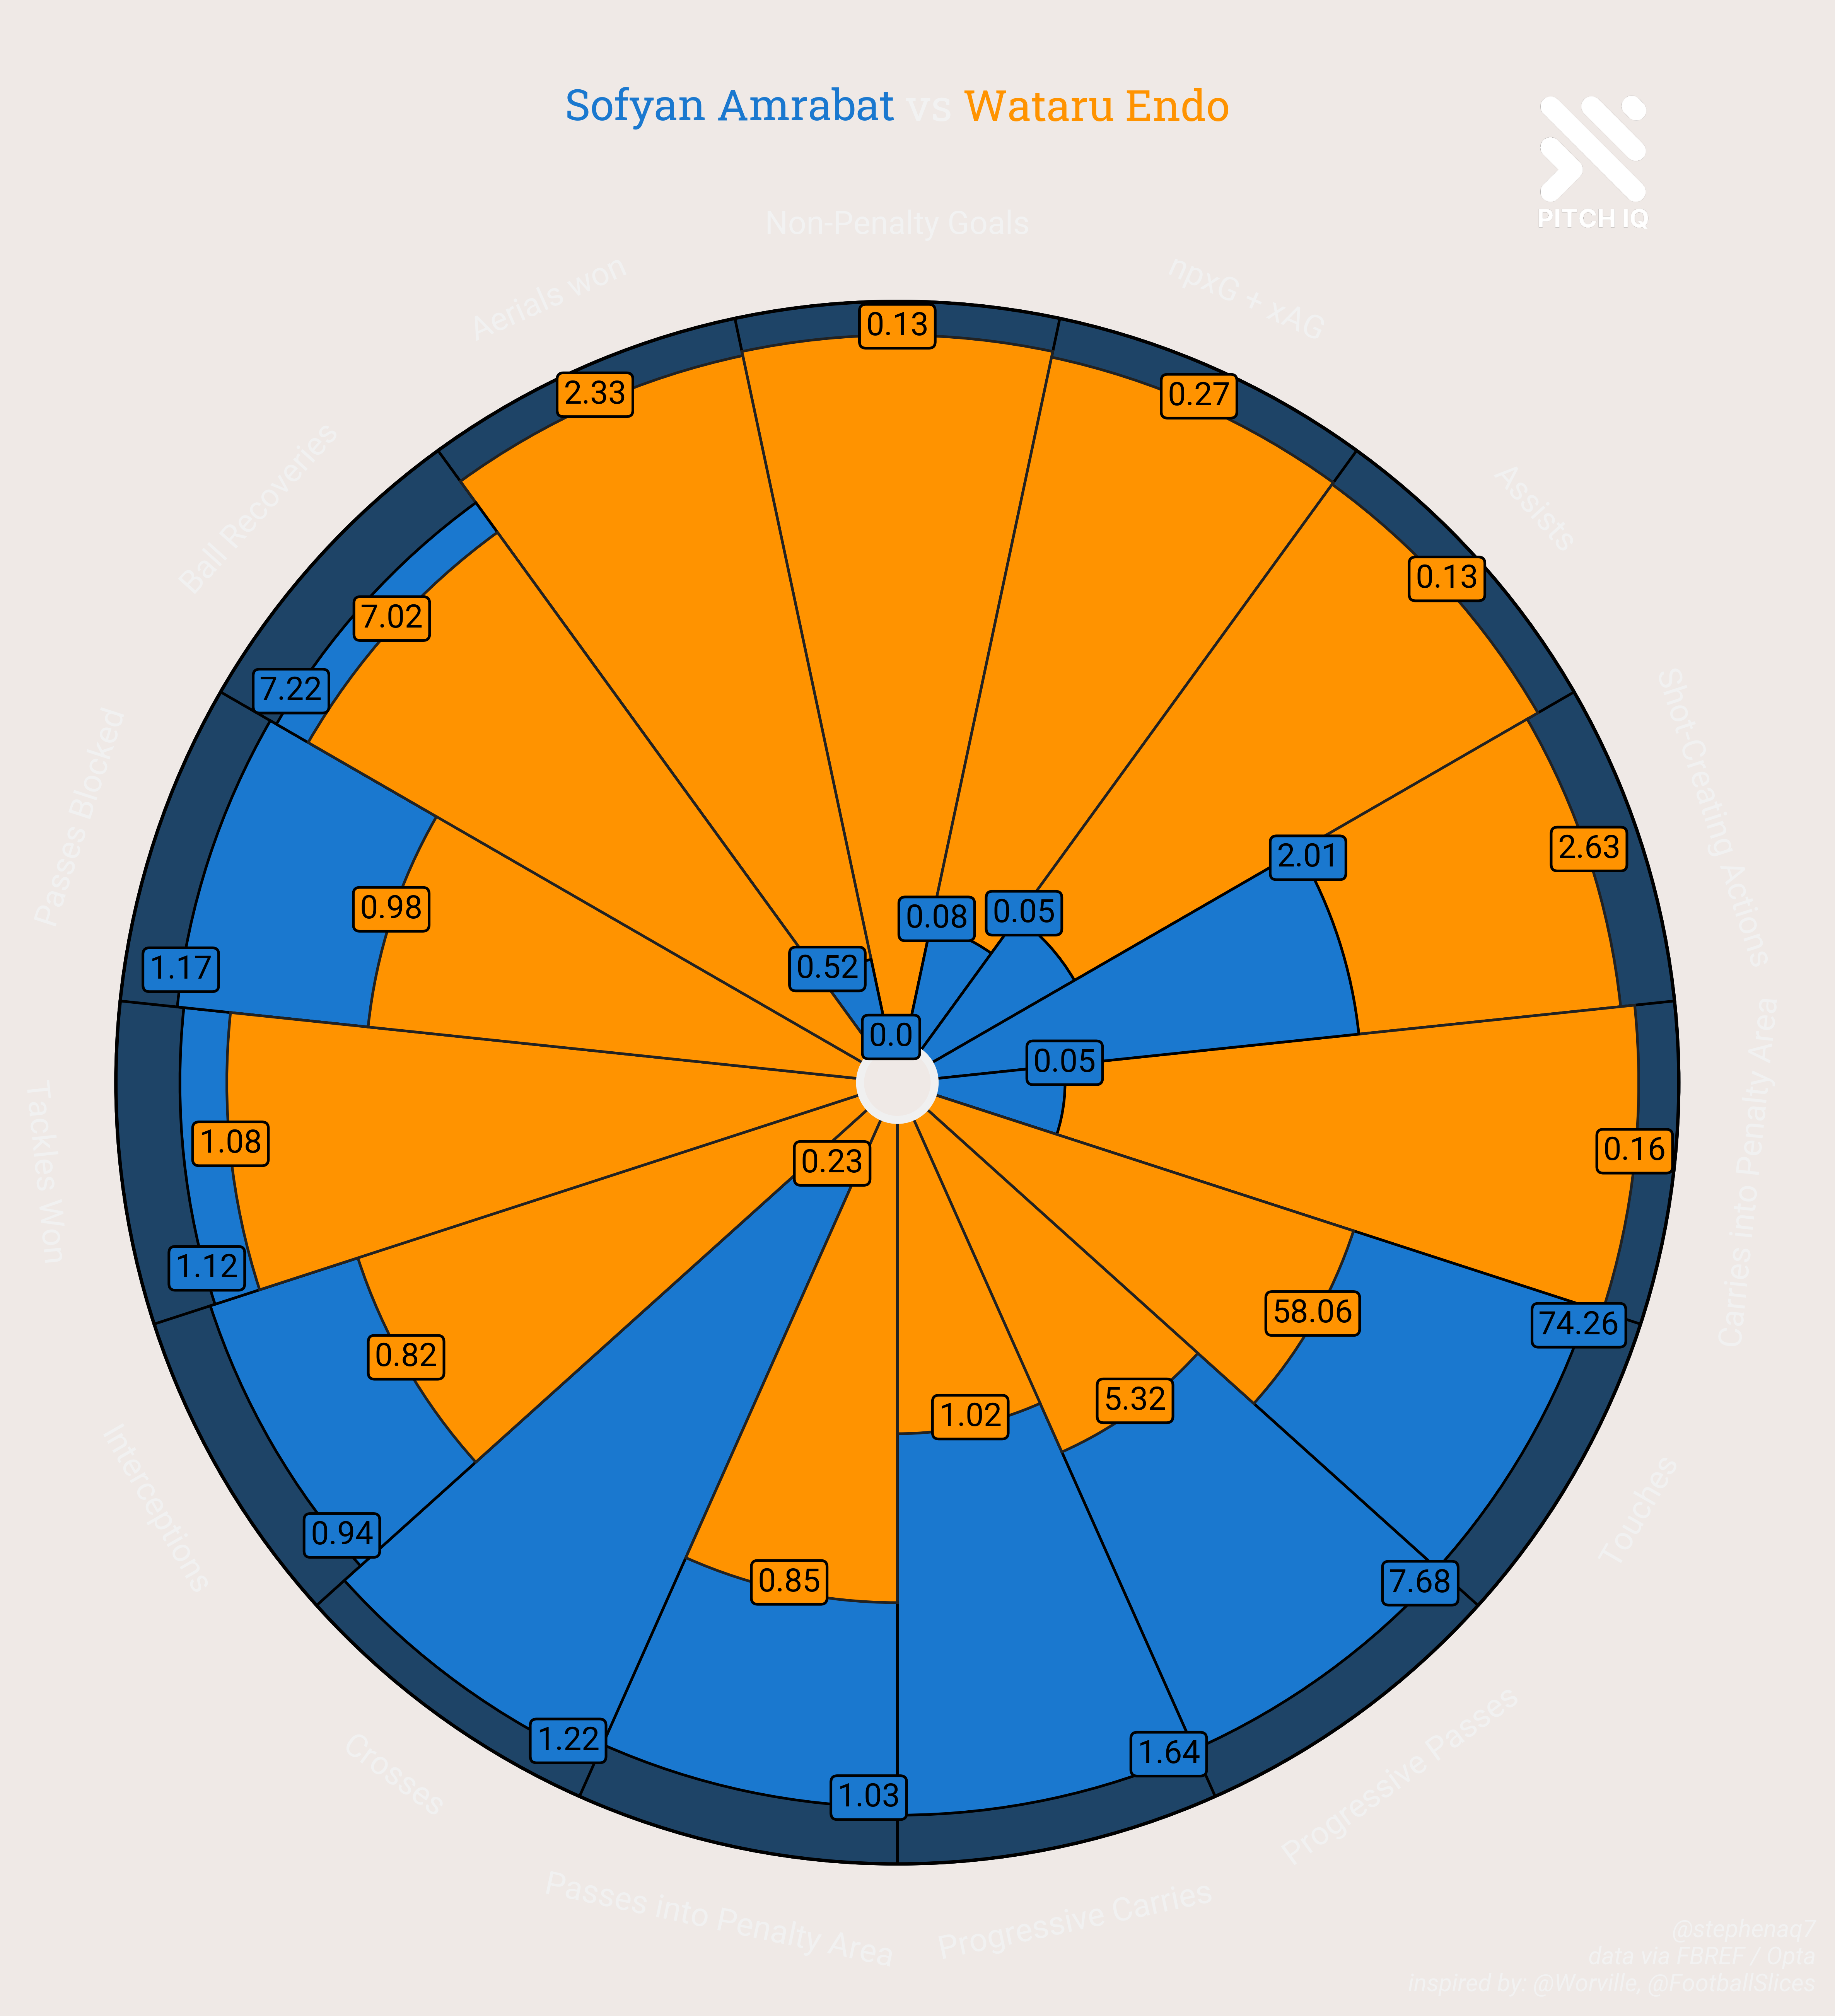 Sofyan Amrabat vs Wataru Endo
PITCH IQ
Non-Penalty Goals
npxG + xAG
Assists
Shot-Creating Actions
Carries into Penalty Area
Touches
Progressive Passes
Progressive Carries
Passes into Penalty Area
Crosses
Interceptions
Tackles Won
Passes Blocked
Ball Recoveries
Aerials won
0.13
0.27
0.13
2.63
0.16
58.06
5.32
1.02
0.85
0.23
0.82
1.08
0.98
7.02
2.33
0.0
0.08
0.05
2.01
0.05
74.26
7.68
1.64
1.03
1.22
0.94
1.12
1.17
7.22
0.52
@stephenaq7
data via FBREF / Opta
inspired by: @Worville, @FootballSlices